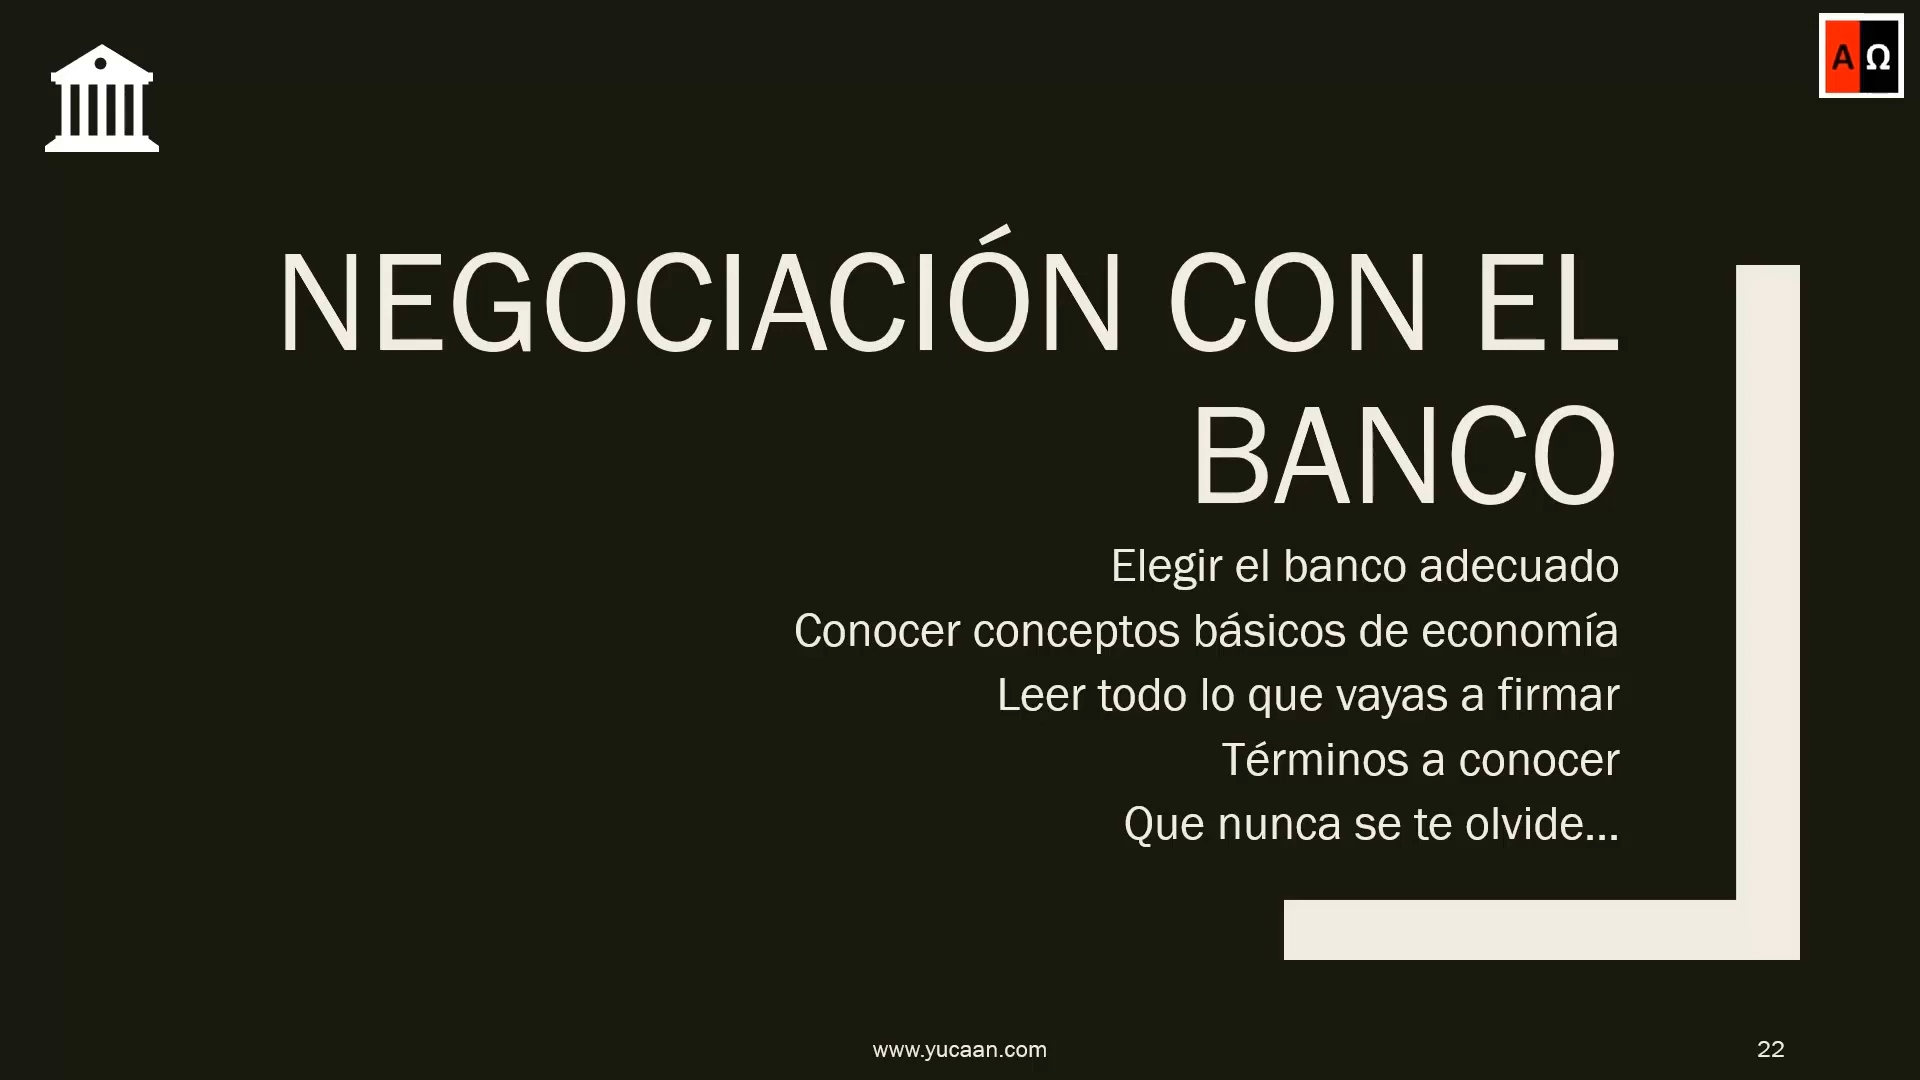 AΩ
NEGOCIACIÓN CON EL
BANCO
Elegir el banco adecuado
Conocer conceptos básicos de economía
Leer todo lo que vayas a firmar
Términos a conocer
Que nunca se te olvide...
www.yucaan.com
22